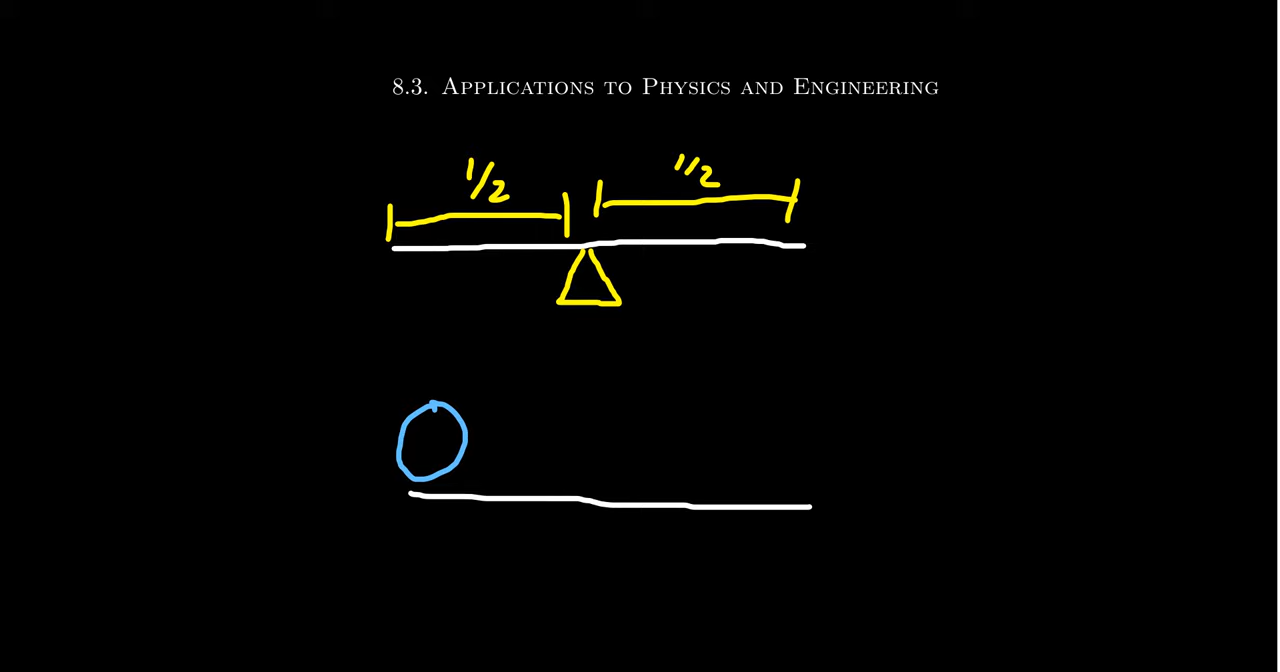 8.3. Applications to Physics and Engineering
1/2 1/2